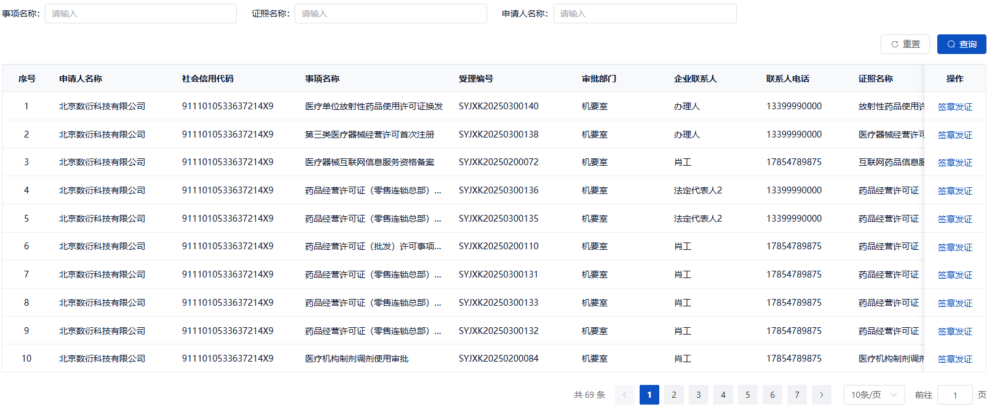 事项名称： 请输入 证照名称： 请输入 申请人名称： 请输入
重置 查询
序号 申请人名称 社会信用代码 事项名称 受理编号 审批部门 企业联系人 联系人电话 证照名称 操作
1 北京数衍科技有限公司 9111010533637214X9 医疗单位放射性药品使用许可证换发 SYJXK20250300140 机要室 办理人 13399990000 放射性药品使用许 签章发证
2 北京数衍科技有限公司 9111010533637214X9 第三类医疗器械经营许可首次注册 SYJXK20250300138 机要室 办理人 13399990000 医疗器械经营许可 签章发证
3 北京数衍科技有限公司 9111010533637214X9 医疗器械互联网信息服务资格备案 SYJXK20250200072 机要室 肖工 17854789875 互联网药品信息服 签章发证
4 北京数衍科技有限公司 9111010533637214X9 药品经营许可证（零售连锁总部）... SYJXK20250300136 机要室 法定代表人2 13399990000 药品经营许可证 签章发证
5 北京数衍科技有限公司 9111010533637214X9 药品经营许可证（零售连锁总部）... SYJXK20250300135 机要室 法定代表人2 13399990000 药品经营许可证 签章发证
6 北京数衍科技有限公司 9111010533637214X9 药品经营许可证（批发）许可事项... SYJXK20250200110 机要室 肖工 17854789875 药品经营许可证 签章发证
7 北京数衍科技有限公司 9111010533637214X9 药品经营许可证（零售连锁总部）... SYJXK20250300131 机要室 肖工 17854789875 药品经营许可证 签章发证
8 北京数衍科技有限公司 9111010533637214X9 药品经营许可证（零售连锁总部）... SYJXK20250300133 机要室 肖工 17854789875 药品经营许可证 签章发证
9 北京数衍科技有限公司 9111010533637214X9 药品经营许可证（零售连锁总部）... SYJXK20250300132 机要室 肖工 17854789875 药品经营许可证 签章发证
10 北京数衍科技有限公司 9111010533637214X9 医疗机构制剂调剂使用审批 SYJXK20250200084 机要室 肖工 17854789875 医疗机构制剂调剂 签章发证
共 69 条 1 2 3 4 5 6 7 10条/页 前往 1 页